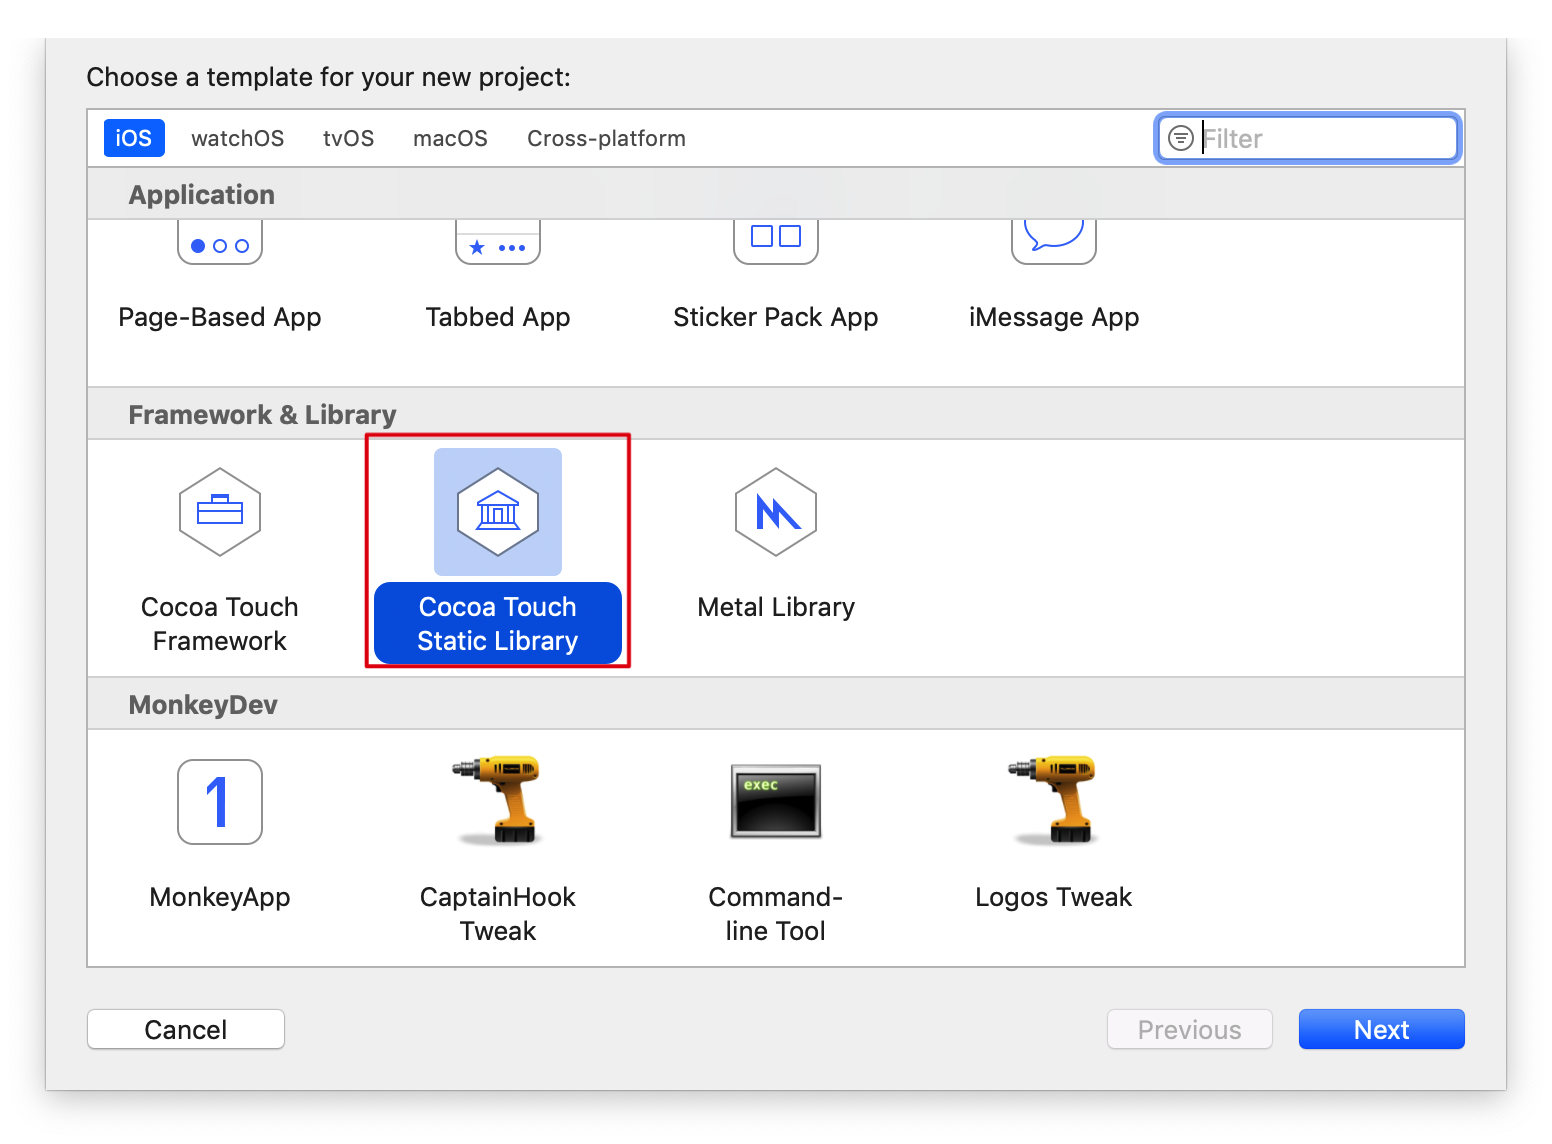 Choose a template for your new project:
iOS watchOS tvOS macOS Cross-platform Filter
Application
Page-Based App Tabbed App Sticker Pack App iMessage App
Framework & Library
Cocoa Touch
Framework
Cocoa Touch
Static Library
Metal Library
MonkeyDev
1
exec
MonkeyApp
CaptainHook
Tweak
Command-
line Tool
Logos Tweak
Cancel Previous Next